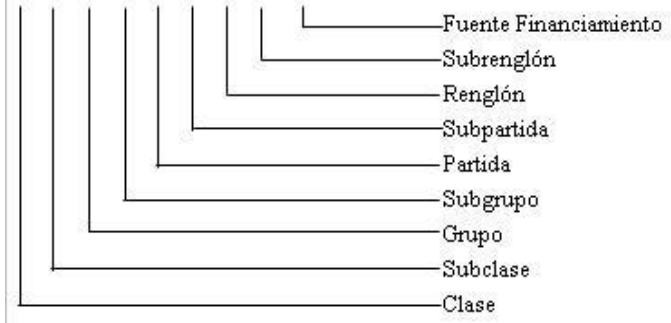 Fuente Financiamiento
Subrenglón
Renglón
Subpartida
Partida
Subgrupo
Grupo
Subclase
Clase